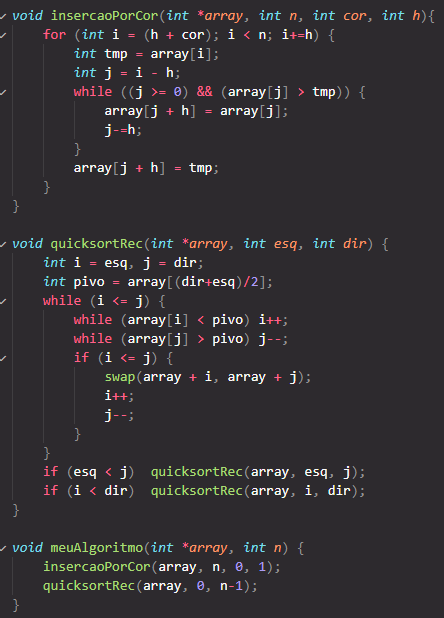 void insercaoPorCor(int *array, int n, int cor, int h){
    for (int i = (h + cor); i < n; i+=h) {
        int tmp = array[i];
        int j = i - h;
        while ((j >= 0) && (array[j] > tmp)) {
            array[j + h] = array[j];
            j-=h;
        }
        array[j + h] = tmp;
    }
}

void quicksortRec(int *array, int esq, int dir) {
    int i = esq, j = dir;
    int pivo = array[(dir+esq)/2];
    while (i <= j) {
        while (array[i] < pivo) i++;
        while (array[j] > pivo) j--;
        if (i <= j) {
            swap(array + i, array + j);
            i++;
            j--;
        }
    }
    if (esq < j)  quicksortRec(array, esq, j);
    if (i < dir)  quicksortRec(array, i, dir);
}

void meuAlgoritmo(int *array, int n) {
    insercaoPorCor(array, n, 0, 1);
    quicksortRec(array, 0, n-1);
}